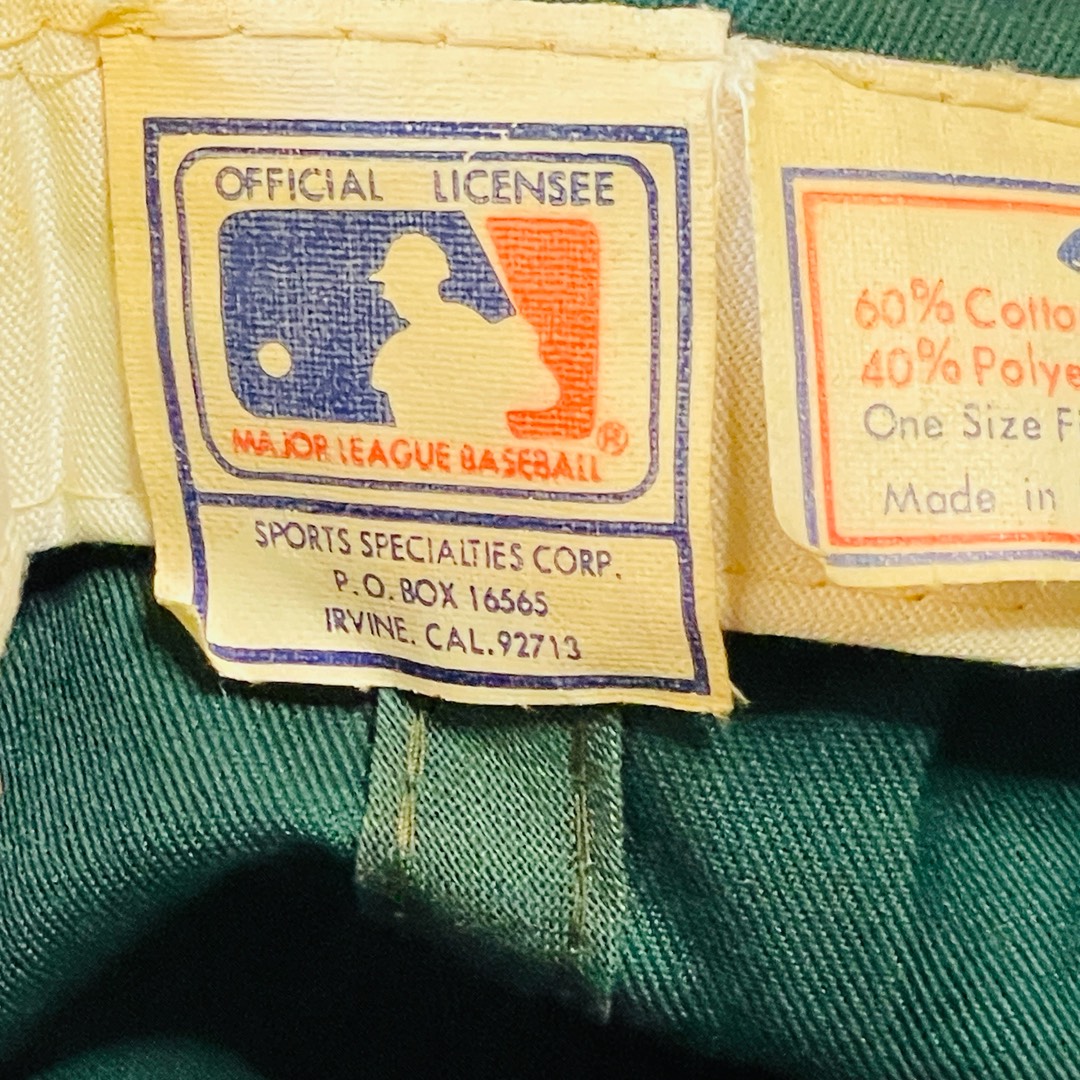 OFFICIAL LICENSEE
MAJOR LEAGUE BASEBALL ®
SPORTS SPECIALTIES CORP.
P.O. BOX 16565
IRVINE. CAL. 92713
60% Cotto
40% Polye
One Size F
Made in